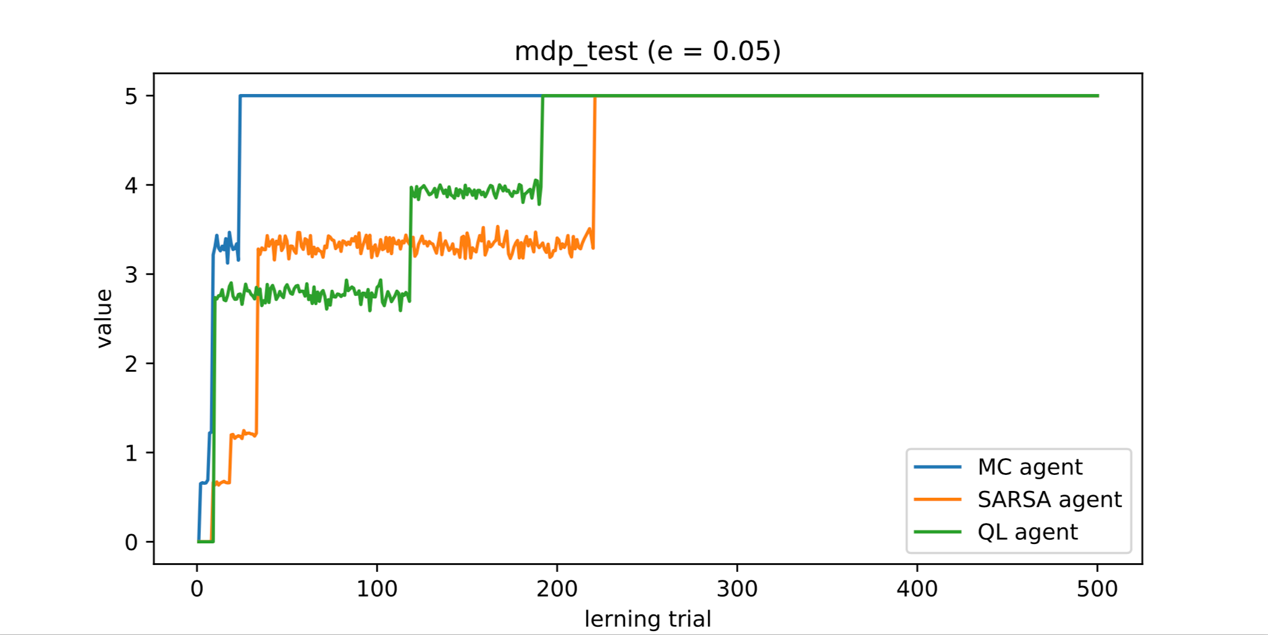 mdp_test (e = 0.05)
5
4
3
2
1
0
value
MC agent
SARSA agent
QL agent
0 100 200 300 400 500
lerning trial